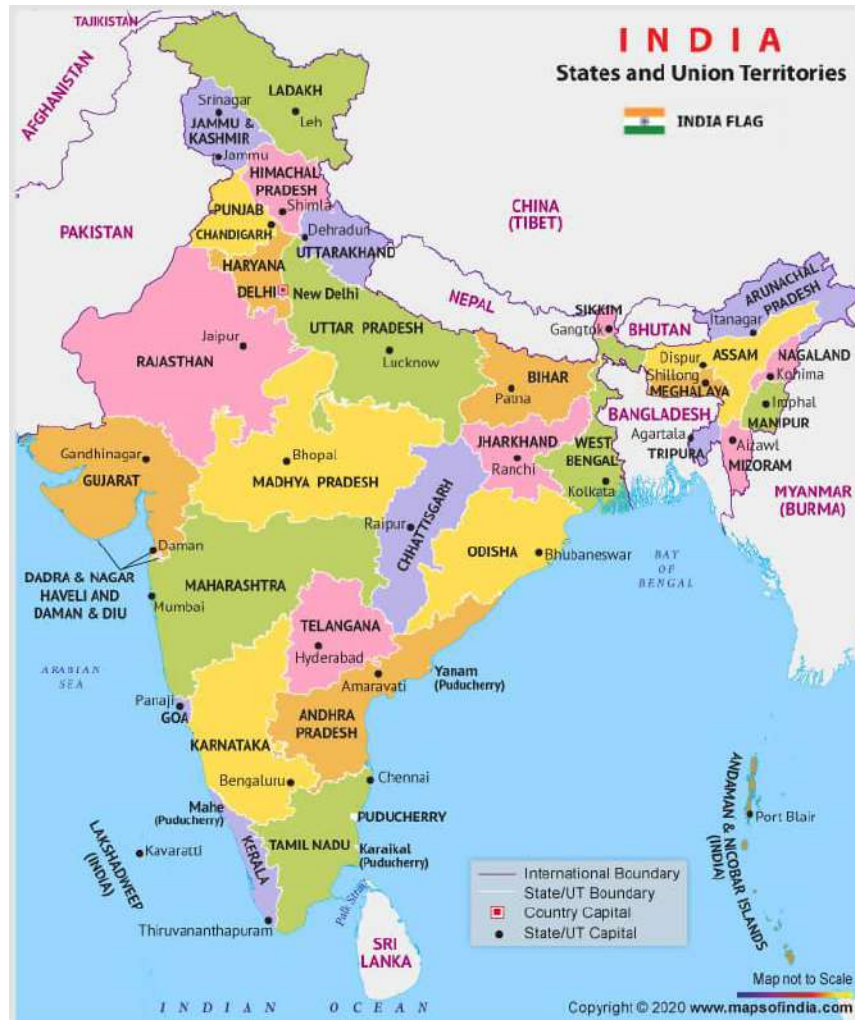 TAJIKISTAN
INDIA
States and Union Territories
INDIA FLAG
AFGHANISTAN
LADAKH
Srinagar
Leh
JAMMU &
KASHMIR
Jammu
HIMACHAL
PRADESH
Shimla
PUNJAB
CHANDIGARH
Dehradun
UTTARAKHAND
CHINA
(TIBET)
PAKISTAN
HARYANA
DELHI
New Delhi
NEPAL
ARUNACHAL
PRADESH
Itanagar
SIKKIM
Gangtok
BHUTAN
UTTAR PRADESH
Lucknow
Jaipur
RAJASTHAN
BIHAR
Patna
Dispur
ASSAM
NAGALAND
Shillong
Kohima
MEGHALAYA
Imphal
MANIPUR
BANGLADESH
Agartala
TRIPURA
Aizawl
MIZORAM
MYANMAR
(BURMA)
Gandhinagar
GUJARAT
Bhopal
MADHYA PRADESH
JHARKHAND
Ranchi
WEST
BENGAL
Kolkata
Raipur
CHHATTISGARH
ODISHA
Bhubaneswar
BAY
OF
BENGAL
Daman
DADRA & NAGAR
HAVELI AND
DAMAN & DIU
MAHARASHTRA
Mumbai
TELANGANA
Hyderabad
ARABIAN
SEA
Amaravati
Yanam
(Puducherry)
Panaji
GOA
ANDHRA
PRADESH
KARNATAKA
Bengaluru
Chennai
Mahe
(Puducherry)
PUDUCHERRY
LAKSHADWEEP
(INDIA)
Kavaratti
KERALA
TAMIL NADU
Karaikal
(Puducherry)
Palk Strait
Thiruvananthapuram
SRI
LANKA
ANDAMAN & NICOBAR ISLANDS
(INDIA)
Port Blair
International Boundary
State/UT Boundary
Country Capital
State/UT Capital
Map not to Scale
INDIAN OCEAN
Copyright © 2020 www.mapsofindia.com